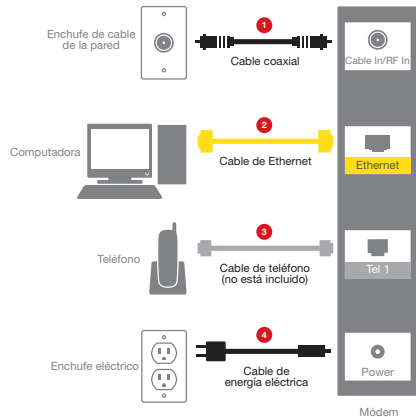 Enchufe de cable
de la pared
1
Cable coaxial
Cable In/RF In
Computadora
2
Cable de Ethernet
Ethernet
Teléfono
3
Cable de teléfono
(no está incluido)
Tel 1
Enchufe eléctrico
4
Cable de
energía eléctrica
Power
Módem